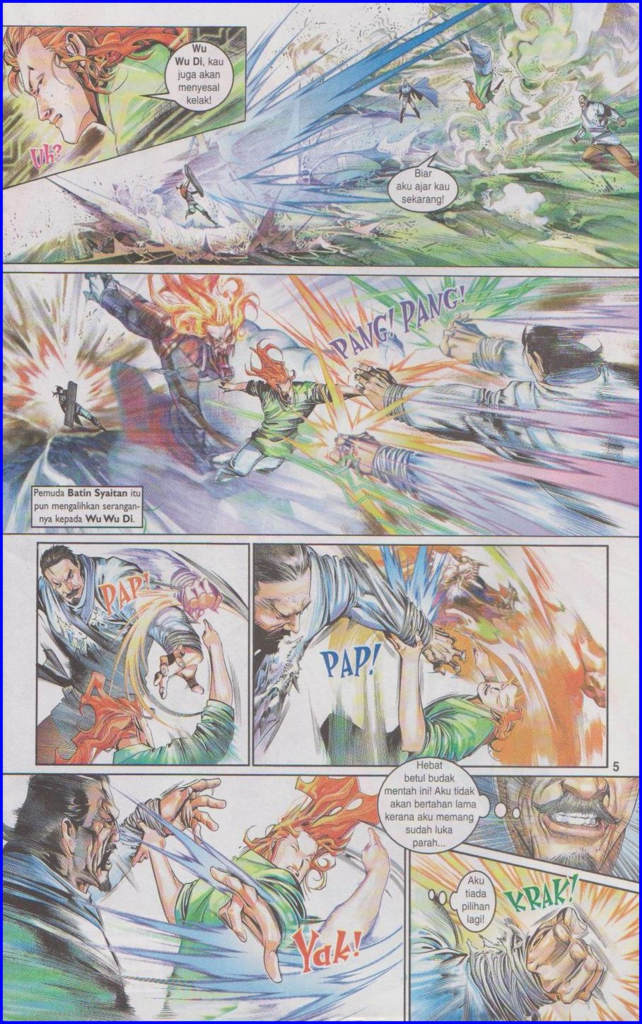 Wu
Wu Di, kau
juga akan
menyesal
kelak!
Uh?
Biar
aku ajar kau
sekarang!
PANG! PANG!
Pemuda Batin Syaitan itu
pun mengalihkan serangan-
nya kepada Wu Wu Di.
PAP!
PAP!
5
Hebat
betul budak
mentah ini! Aku tidak
akan bertahan lama
kerana aku memang
sudah luka
parah...
Yak!
Aku
tiada
pilihan
lagi!
KRAK!